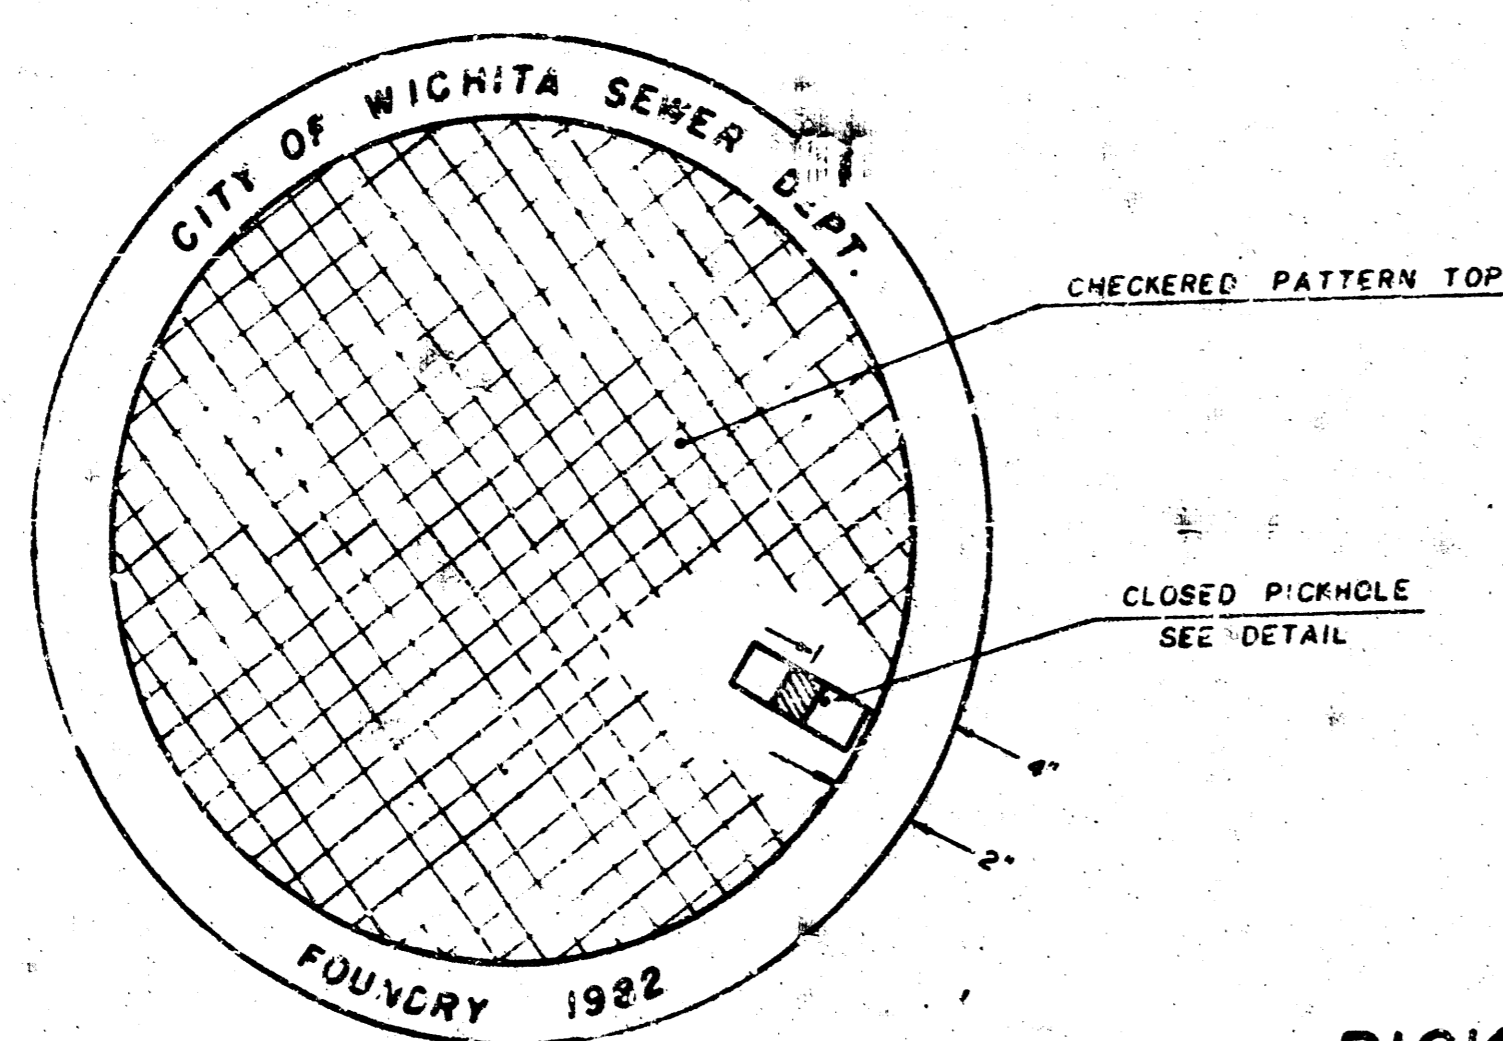 CITY OF WICHITA SEWER DEPT.
CHECKERED PATTERN TOP
CLOSED PICKHOLE
SEE DETAIL
4"
2"
FOUNDRY 1982